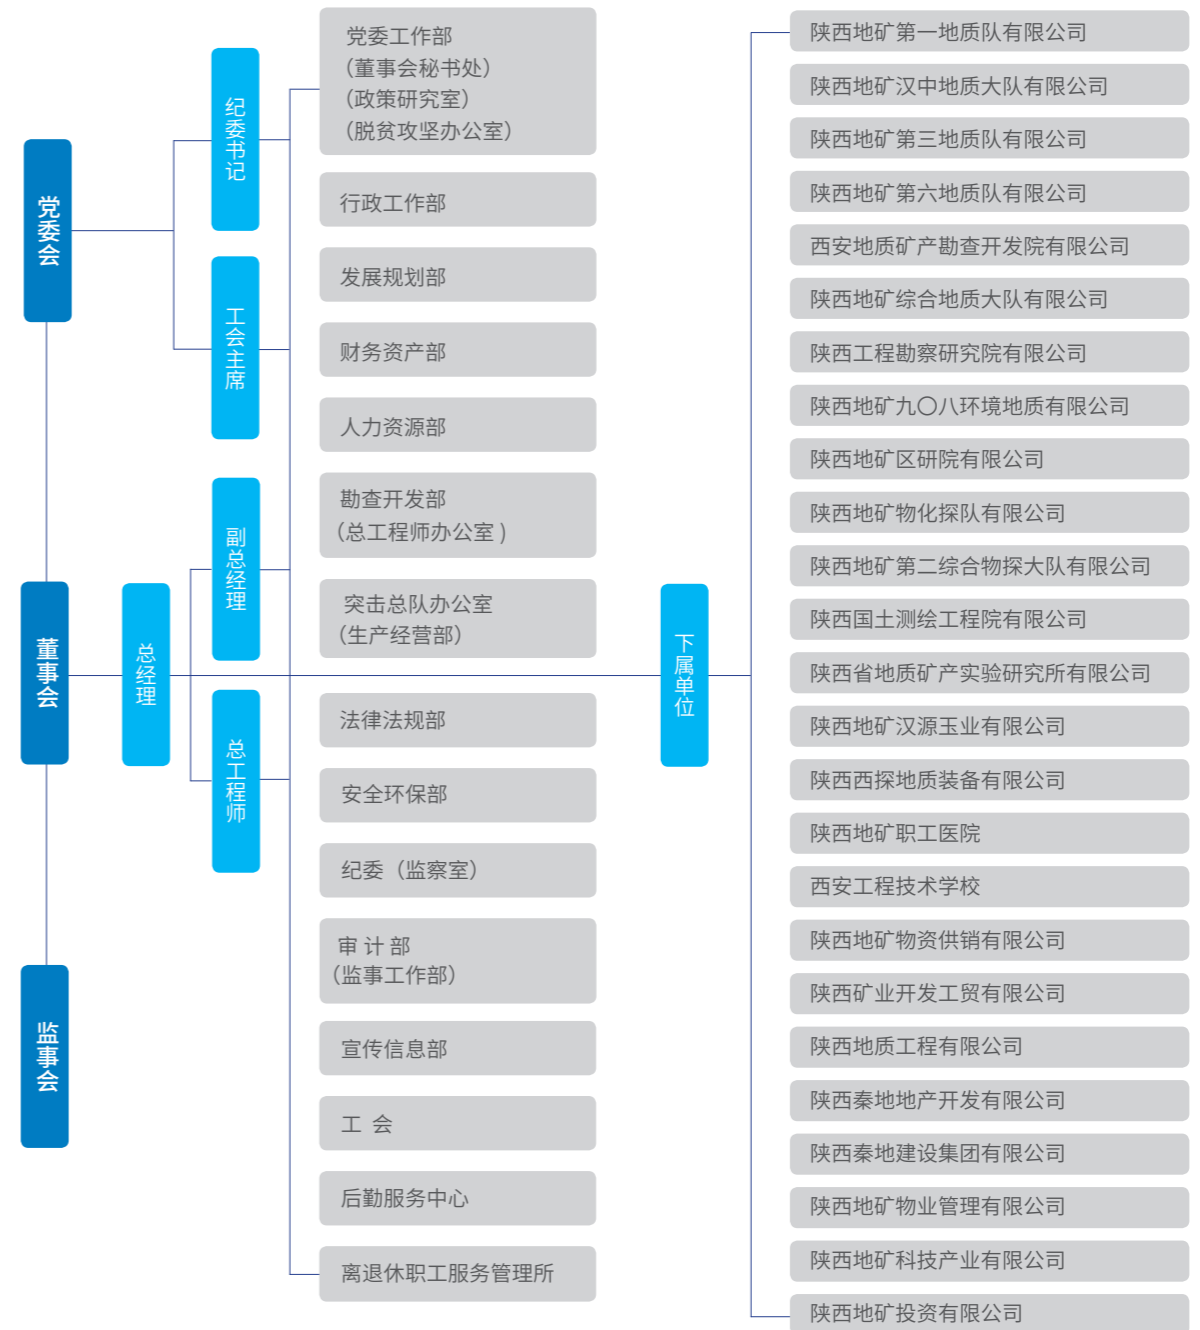 党委会
董事会
监事会
总经理
纪委书记
工会主席
副总经理
总工程师
党委工作部
（董事会秘书处）
（政策研究室）
（脱贫攻坚办公室）
行政工作部
发展规划部
财务资产部
人力资源部
勘查开发部
（总工程师办公室 )
突击总队办公室
（生产经营部）
法律法规部
安全环保部
纪委（监察室）
审 计 部
（监事工作部）
宣传信息部
工 会
后勤服务中心
离退休职工服务管理所
下属单位
陕西地矿第一地质队有限公司
陕西地矿汉中地质大队有限公司
陕西地矿第三地质队有限公司
陕西地矿第六地质队有限公司
西安地质矿产勘查开发院有限公司
陕西地矿综合地质大队有限公司
陕西工程勘察研究院有限公司
陕西地矿九〇八环境地质有限公司
陕西地矿区研院有限公司
陕西地矿物化探队有限公司
陕西地矿第二综合物探大队有限公司
陕西国土测绘工程院有限公司
陕西省地质矿产实验研究所有限公司
陕西地矿汉源玉业有限公司
陕西西探地质装备有限公司
陕西地矿职工医院
西安工程技术学校
陕西地矿物资供销有限公司
陕西矿业开发工贸有限公司
陕西地质工程有限公司
陕西秦地地产开发有限公司
陕西秦地建设集团有限公司
陕西地矿物业管理有限公司
陕西地矿科技产业有限公司
陕西地矿投资有限公司